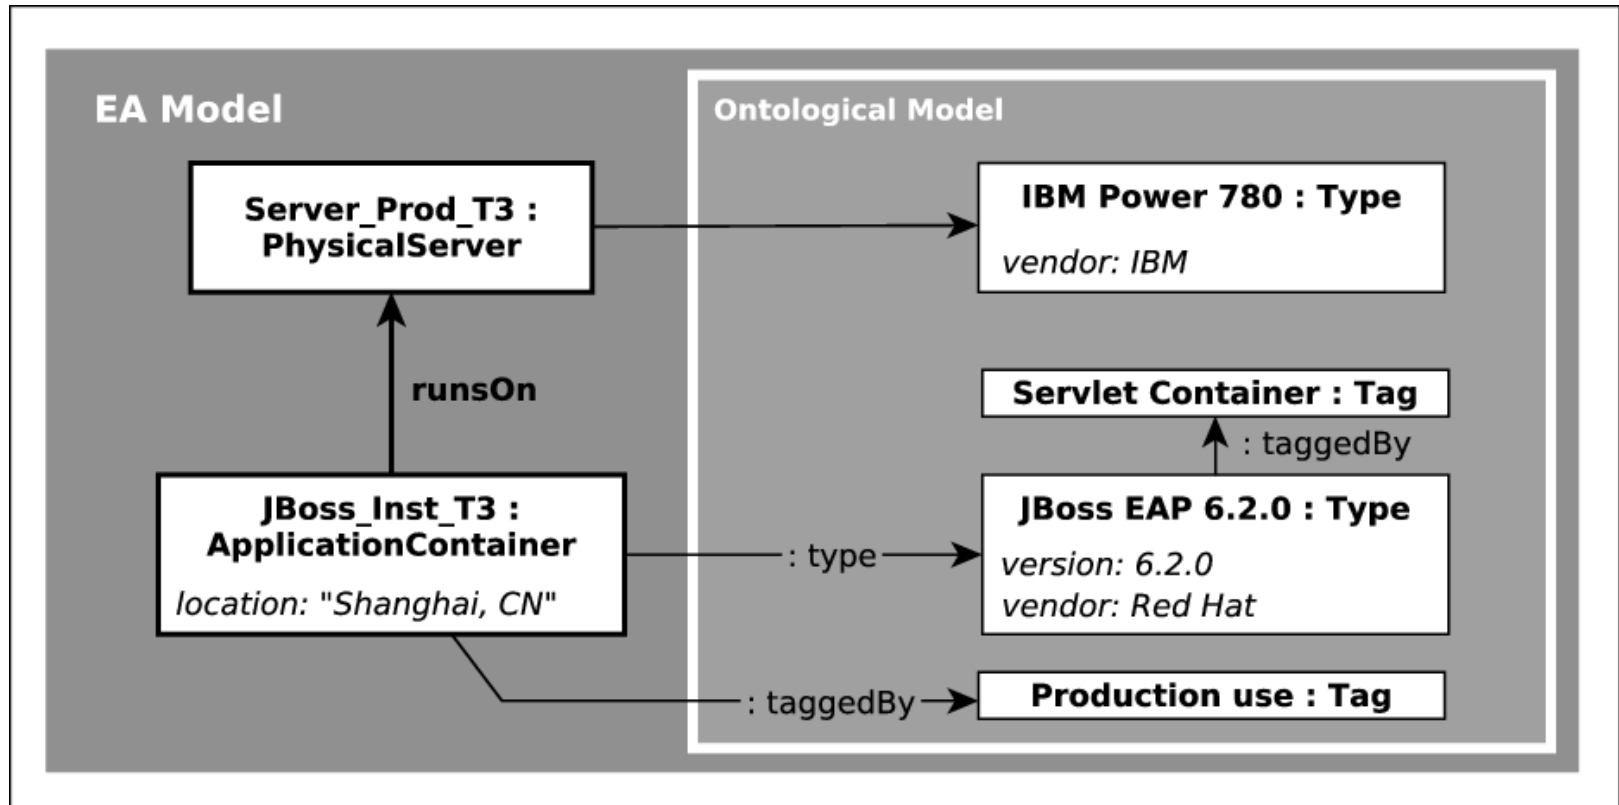 EA Model
Ontological Model
Server_Prod_T3 :
PhysicalServer
IBM Power 780 : Type
vendor: IBM
runsOn
Servlet Container : Tag
: taggedBy
JBoss_Inst_T3 :
ApplicationContainer
location: "Shanghai, CN"
: type
JBoss EAP 6.2.0 : Type
version: 6.2.0
vendor: Red Hat
: taggedBy
Production use : Tag